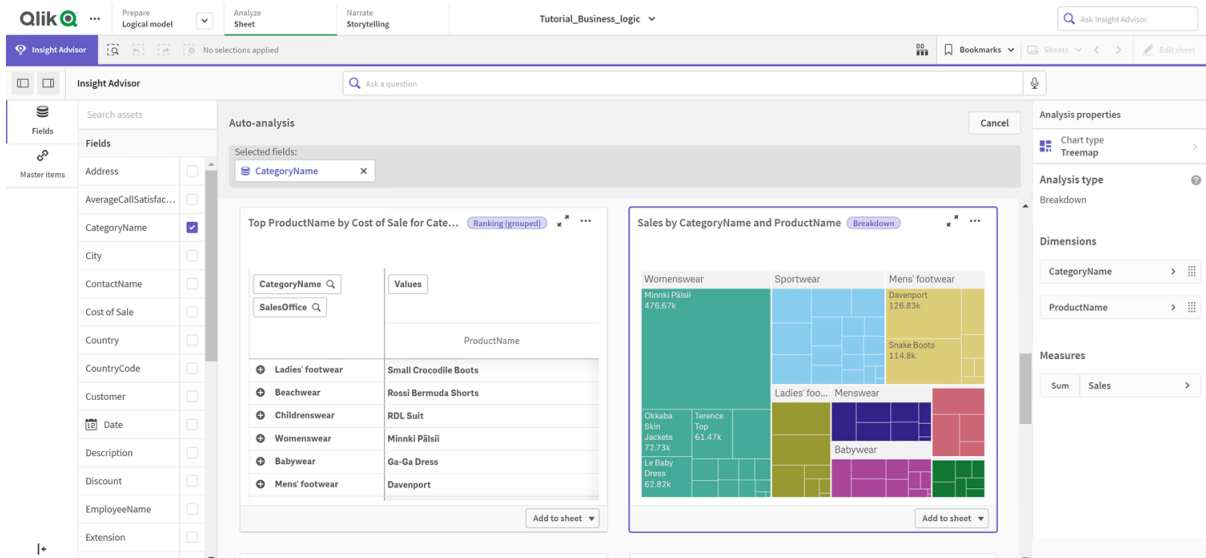 Qlik
Prepare
Logical model
Analyze
Sheet
Narrate
Storytelling
Tutorial_Business_logic
Ask Insight Advisor
Insight Advisor
No selections applied
Bookmarks
Sheets
Edit sheet
Insight Advisor
Ask a question
Fields
Master items
Search assets
Fields
Address
AverageCallSatisfac...
CategoryName
City
ContactName
Cost of Sale
Country
CountryCode
Customer
Date
Description
Discount
EmployeeName
Extension
Auto-analysis
Cancel
Selected fields:
CategoryName
Top ProductName by Cost of Sale for Cate...
Ranking (grouped)
CategoryName
Values
SalesOffice
ProductName
Ladies' footwear Small Crocodile Boots
Beachwear Rossi Bermuda Shorts
Childrenswear RDL Suit
Womenswear Minnki Pälsii
Babywear Ga-Ga Dress
Mens' footwear Davenport
Add to sheet
Sales by CategoryName and ProductName
Breakdown
Womenswear
Sportwear
Mens' footwear
Minnki Pälsii
476.67k
Davenport
126.83k
Snake Boots
114.8k
Ladies' foo...
Menswear
Okkaba
Skin
Jackets
72.73k
Terence
Top
61.47k
Babywear
Le Baby
Dress
62.82k
Add to sheet
Analysis properties
Chart type
Treemap
Analysis type
Breakdown
Dimensions
CategoryName
ProductName
Measures
Sum Sales